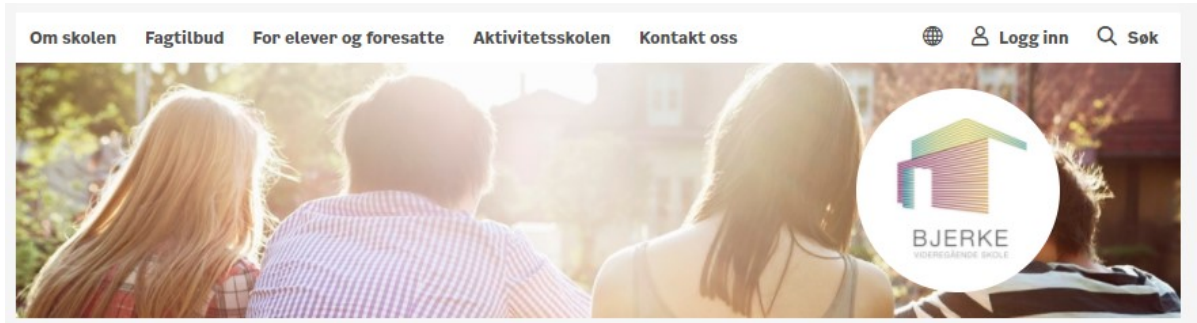 Om skolen Fagtilbud For elever og foresatte Aktivitetsskolen Kontakt oss Logg inn Søk
BJERKE
VIDEREGÅENDE SKOLE